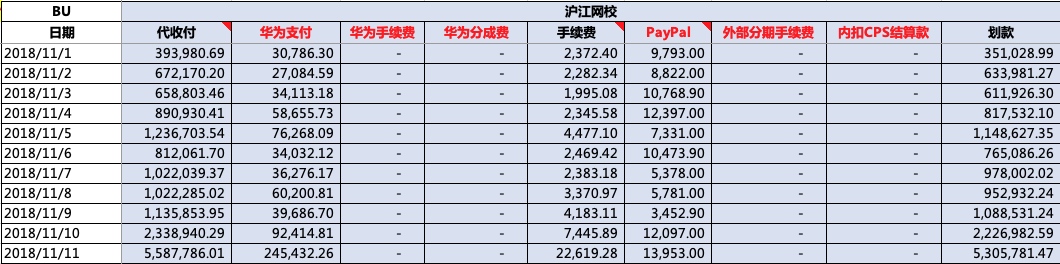 BU 沪江网校
日期 代收付 华为支付 华为手续费 华为分成费 手续费 PayPal 外部分期手续费 内扣CPS结算款 划款
2018/11/1 393,980.69 30,786.30 - - 2,372.40 9,793.00 - - 351,028.99
2018/11/2 672,170.20 27,084.59 - - 2,282.34 8,822.00 - - 633,981.27
2018/11/3 658,803.46 34,113.18 - - 1,995.08 10,768.90 - - 611,926.30
2018/11/4 890,930.41 58,655.73 - - 2,345.58 12,397.00 - - 817,532.10
2018/11/5 1,236,703.54 76,268.09 - - 4,477.10 7,331.00 - - 1,148,627.35
2018/11/6 812,061.70 34,032.12 - - 2,469.42 10,473.90 - - 765,086.26
2018/11/7 1,022,039.37 36,276.17 - - 2,383.18 5,378.00 - - 978,002.02
2018/11/8 1,022,285.02 60,200.81 - - 3,370.97 5,781.00 - - 952,932.24
2018/11/9 1,135,853.95 39,686.70 - - 4,183.11 3,452.90 - - 1,088,531.24
2018/11/10 2,338,940.29 92,414.81 - - 7,445.89 12,097.00 - - 2,226,982.59
2018/11/11 5,587,786.01 245,432.26 - - 22,619.28 13,953.00 - - 5,305,781.47